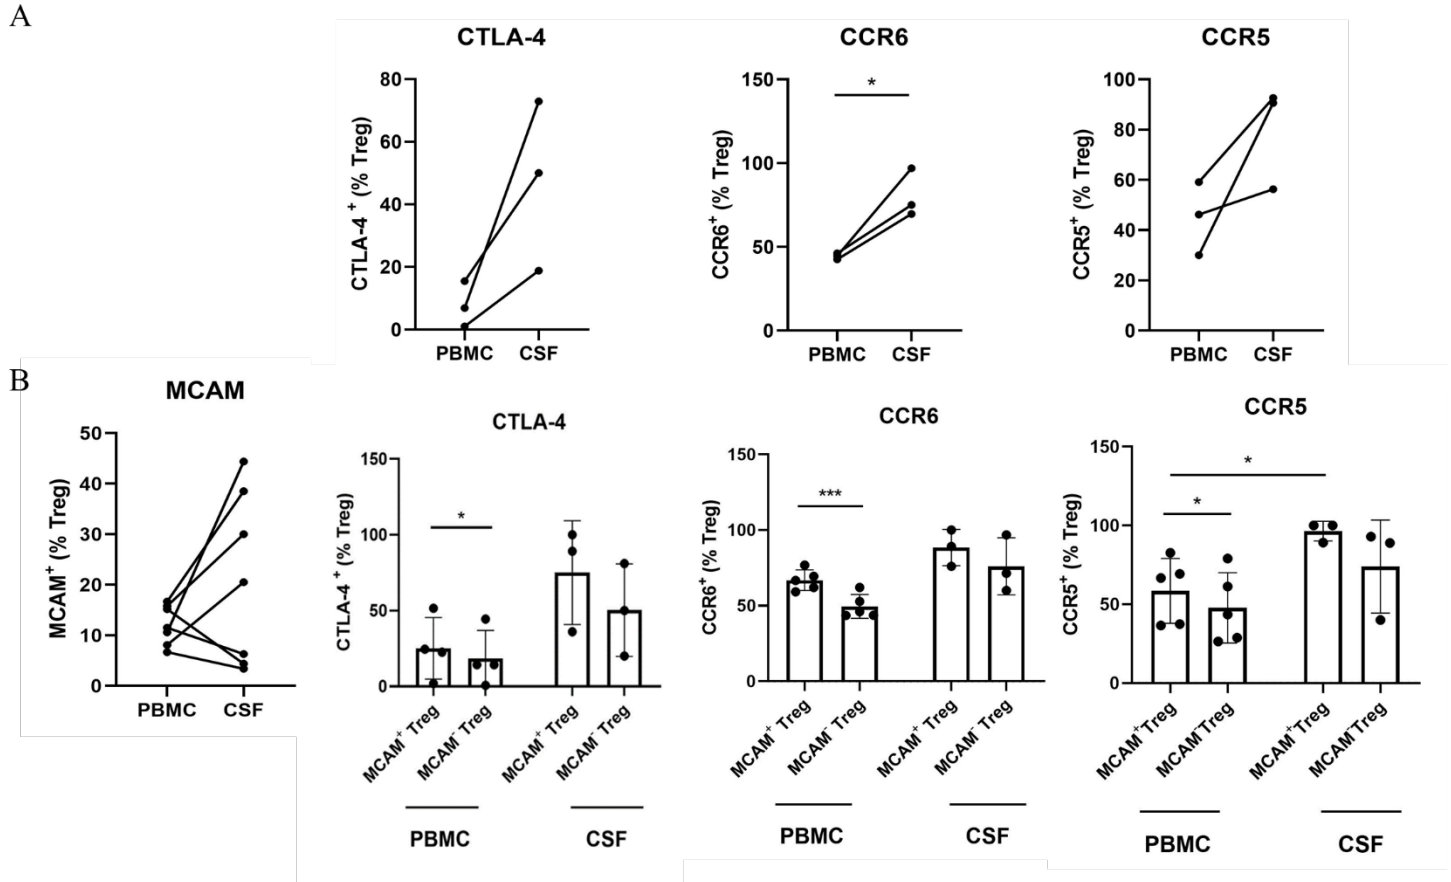 A
CTLA-4
CTLA-4 + (% Treg)
80
60
40
20
0
PBMC CSF
CCR6
*
CCR6+ (% Treg)
150
100
50
0
PBMC CSF
CCR5
CCR5+ (% Treg)
100
80
60
40
20
0
PBMC CSF
B
MCAM
MCAM+ (% Treg)
50
40
30
20
10
0
PBMC CSF
CTLA-4
*
CTLA-4 + (% Treg)
150
100
50
0
MCAM+ Treg
MCAM- Treg
MCAM+ Treg
MCAM- Treg
PBMC CSF
CCR6
***
CCR6+ (% Treg)
150
100
50
0
MCAM+ Treg
MCAM- Treg
MCAM+ Treg
MCAM- Treg
PBMC CSF
CCR5
*
*
CCR5+ (% Treg)
150
100
50
0
MCAM+Treg
MCAM-Treg
MCAM+Treg
MCAM-Treg
PBMC CSF